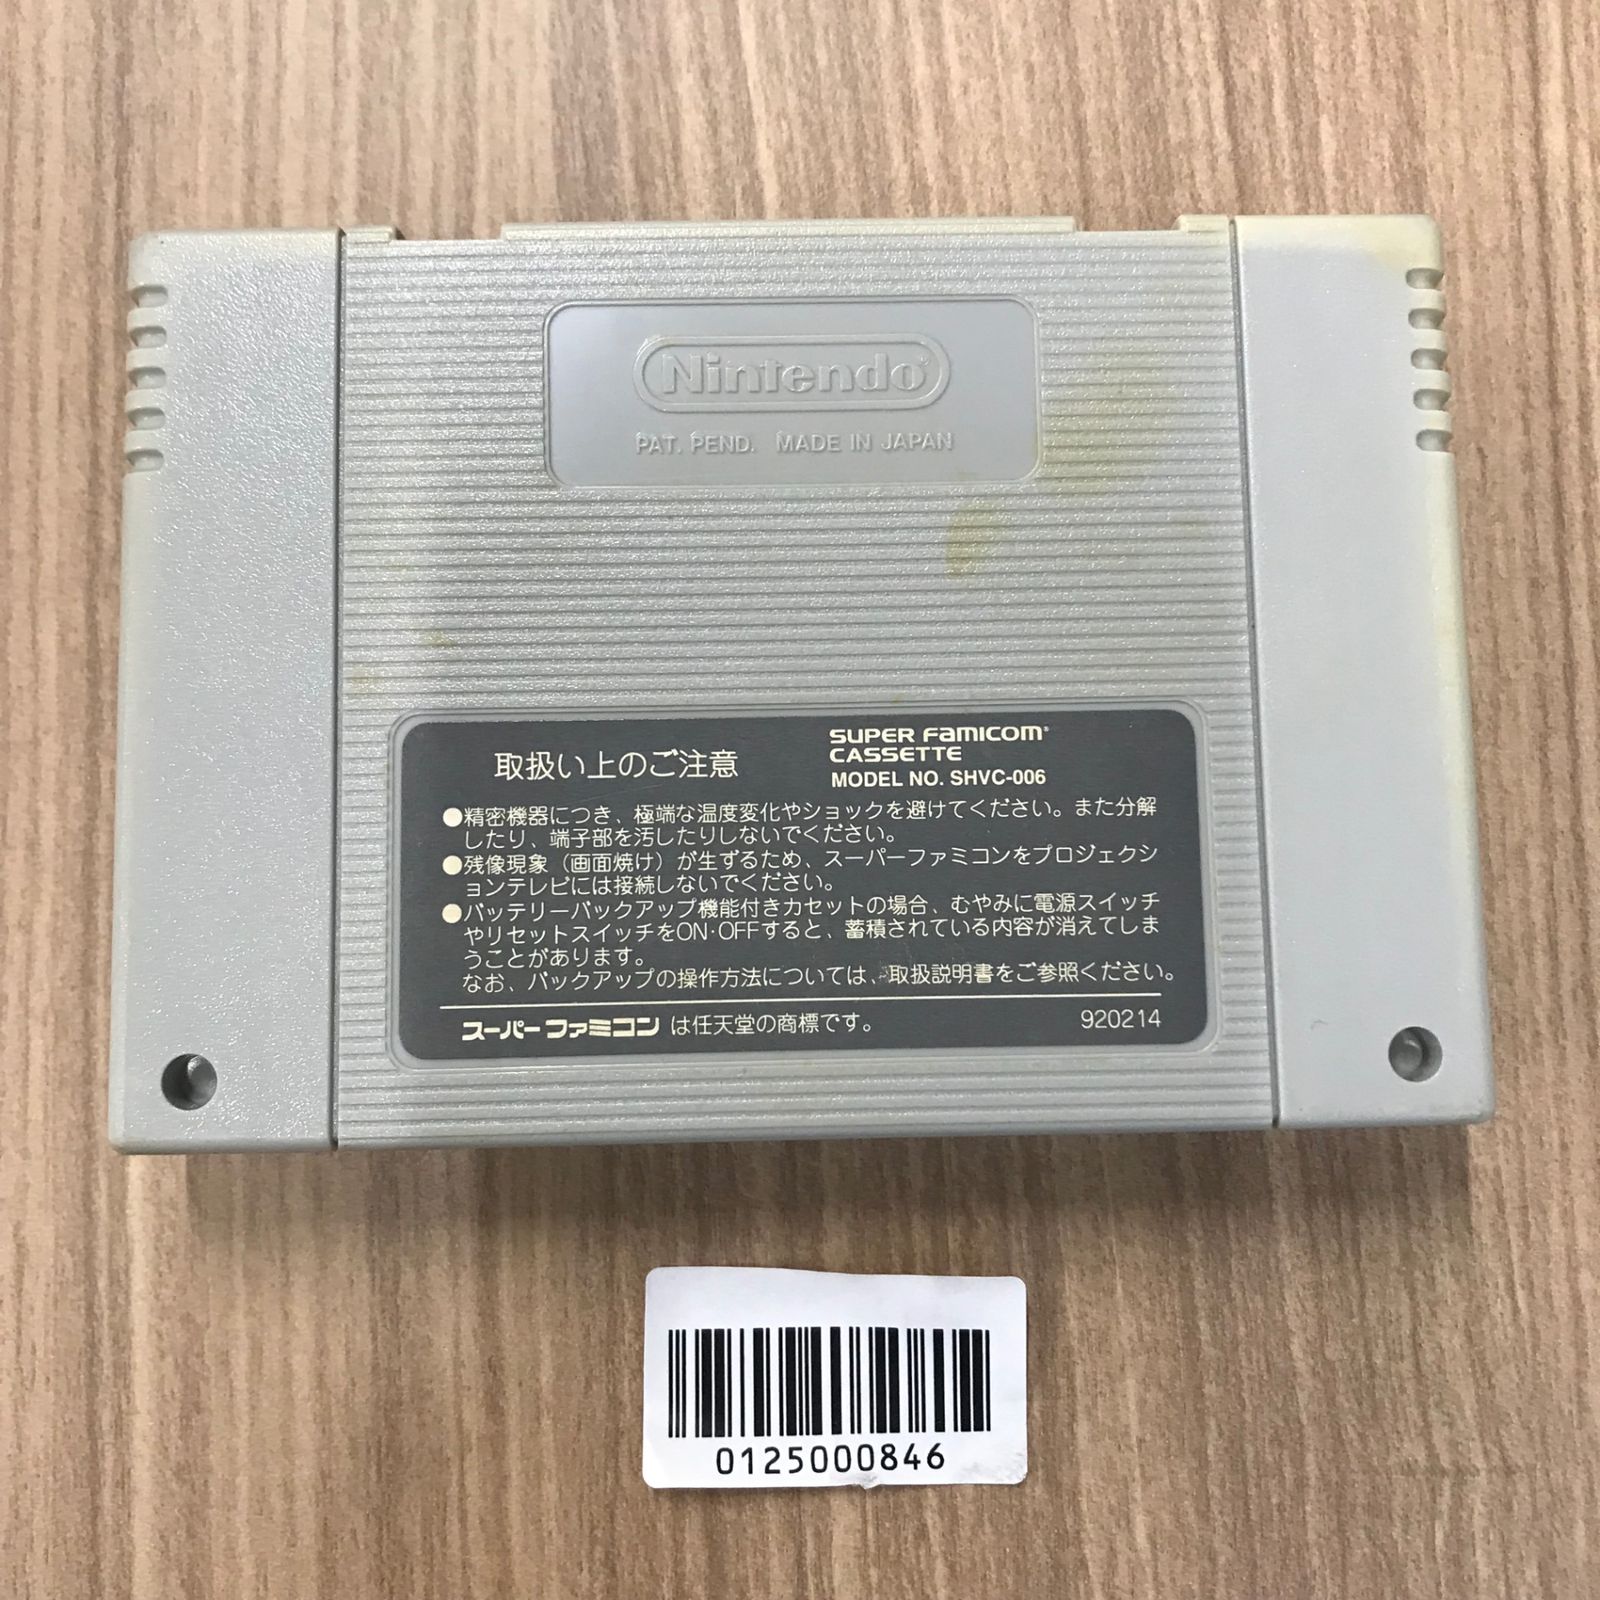 Nintendo®
PAT. PEND. MADE IN JAPAN
取扱い上のご注意
SUPER FAMICOM®
CASSETTE
MODEL NO. SHVC-006
●精密機器につき、極端な温度変化やショックを避けてください。また分解
したり、端子部を汚したりしないでください。
●残像現象（画面焼け）が生ずるため、スーパーファミコンをプロジェクシ
ョンテレビには接続しないでください。
●バッテリーバックアップ機能付きカセットの場合、むやみに電源スイッチ
やリセットスイッチをON・OFFすると、蓄積されている内容が消えてしま
うことがあります。
なお、バックアップの操作方法については、取扱説明書をご参照ください。
スーパーファミコン は任天堂の商標です。
920214
0125000846